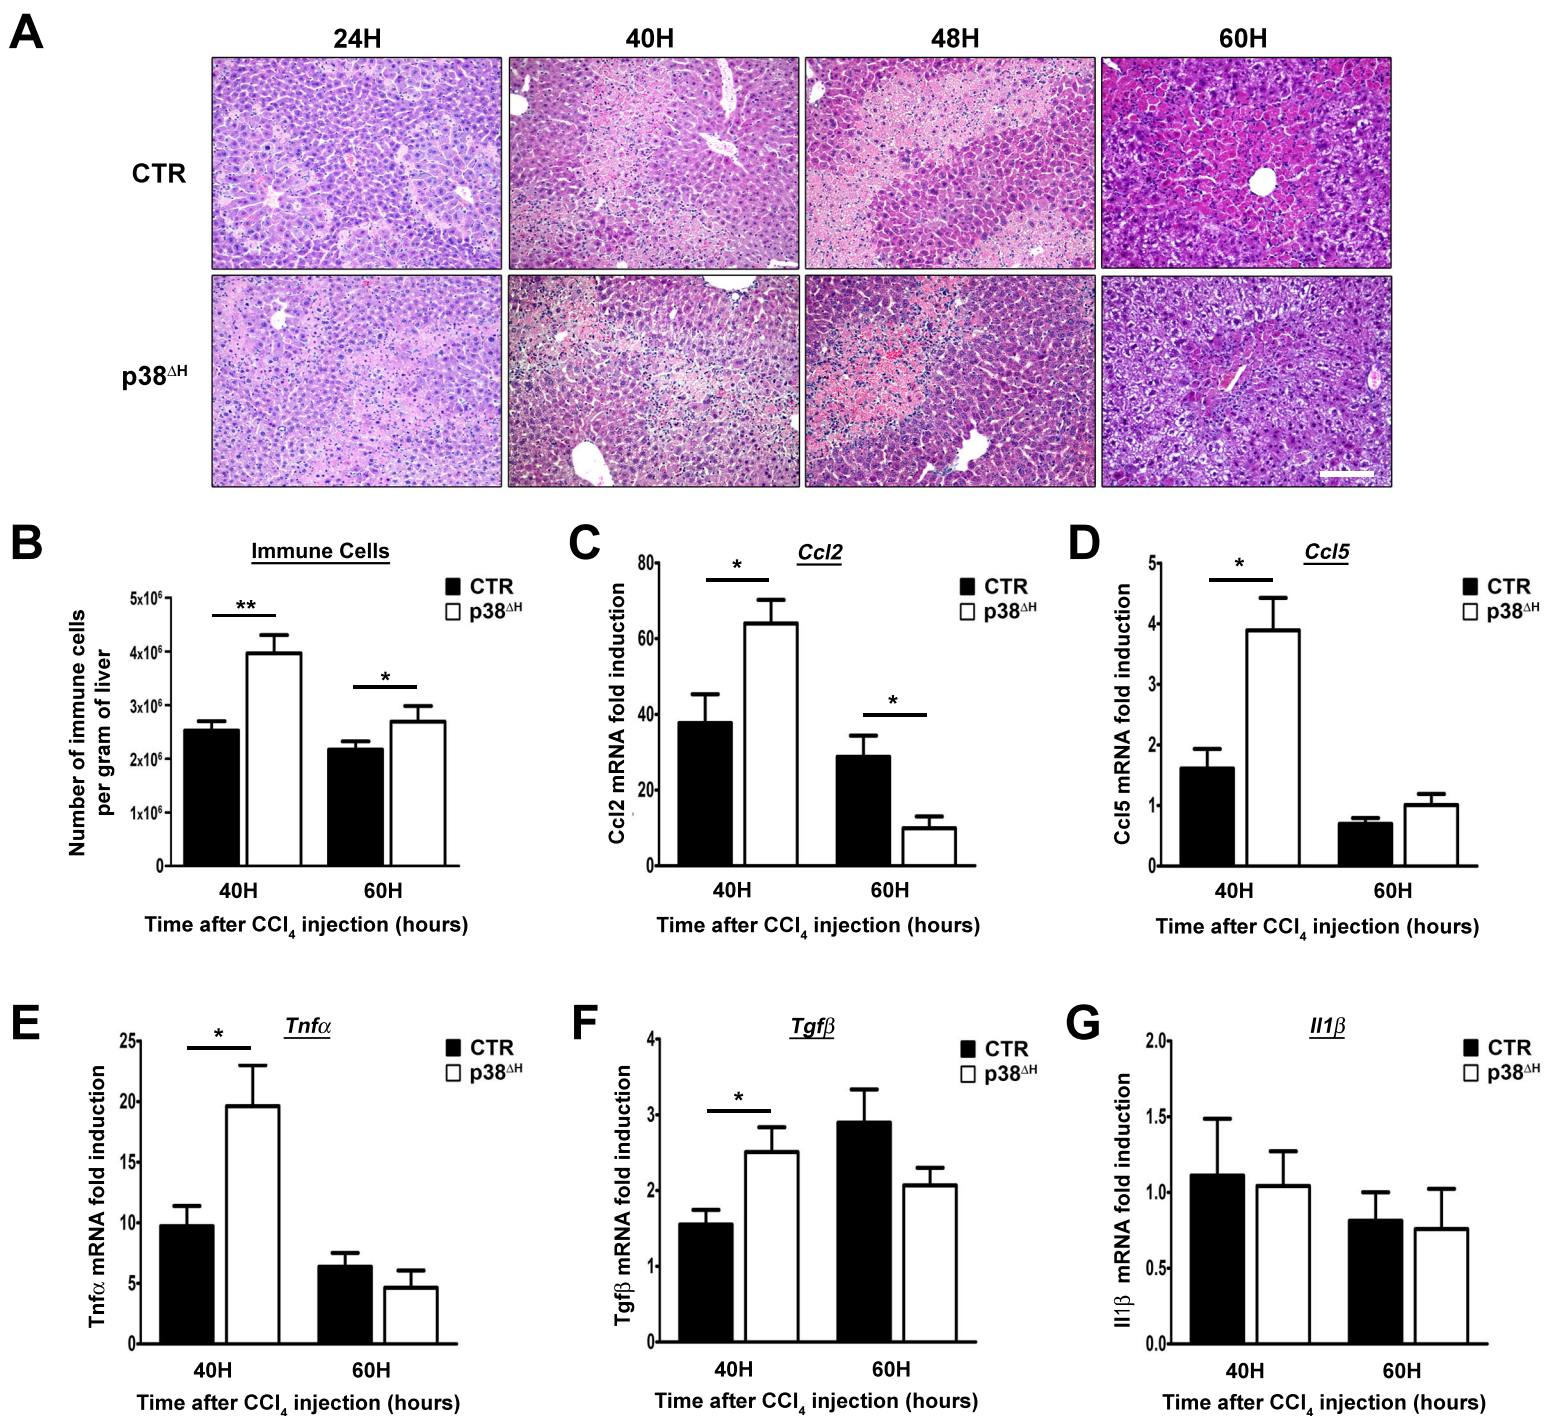 A
24H 40H 48H 60H
CTR
p38ΔH
B
Immune Cells
CTR
p38ΔH
Number of immune cells
per gram of liver
5x10⁶
4x10⁶
3x10⁶
2x10⁶
1x10⁶
0
**
*
40H 60H
Time after CCl₄ injection (hours)
C
Ccl2
CTR
p38ΔH
Ccl2 mRNA fold induction
80
60
40
20
0
*
*
40H 60H
Time after CCl₄ injection (hours)
D
Ccl5
CTR
p38ΔH
Ccl5 mRNA fold induction
5
4
3
2
1
0
*
40H 60H
Time after CCl₄ injection (hours)
E
Tnfα
CTR
p38ΔH
Tnfα mRNA fold induction
25
20
15
10
5
0
*
40H 60H
Time after CCl₄ injection (hours)
F
Tgfβ
CTR
p38ΔH
Tgfβ mRNA fold induction
4
3
2
1
0
*
40H 60H
Time after CCl₄ injection (hours)
G
Il1β
CTR
p38ΔH
Il1β mRNA fold induction
2.0
1.5
1.0
0.5
0.0
40H 60H
Time after CCl₄ injection (hours)